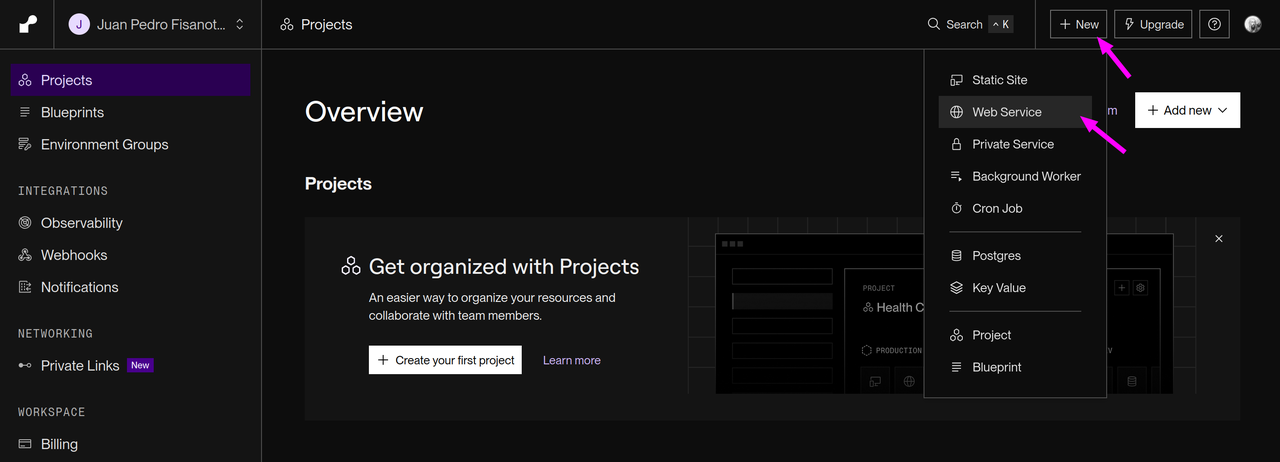 J Juan Pedro Fisanot...
Projects
Search ^ K
+ New
Upgrade
Projects
Blueprints
Environment Groups
INTEGRATIONS
Observability
Webhooks
Notifications
NETWORKING
Private Links New
WORKSPACE
Billing
Overview
m
+ Add new
Projects
Get organized with Projects
An easier way to organize your resources and
collaborate with team members.
+ Create your first project
Learn more
PROJECT
Health C
PRODUCTION
Static Site
Web Service
Private Service
Background Worker
Cron Job
Postgres
Key Value
Project
Blueprint